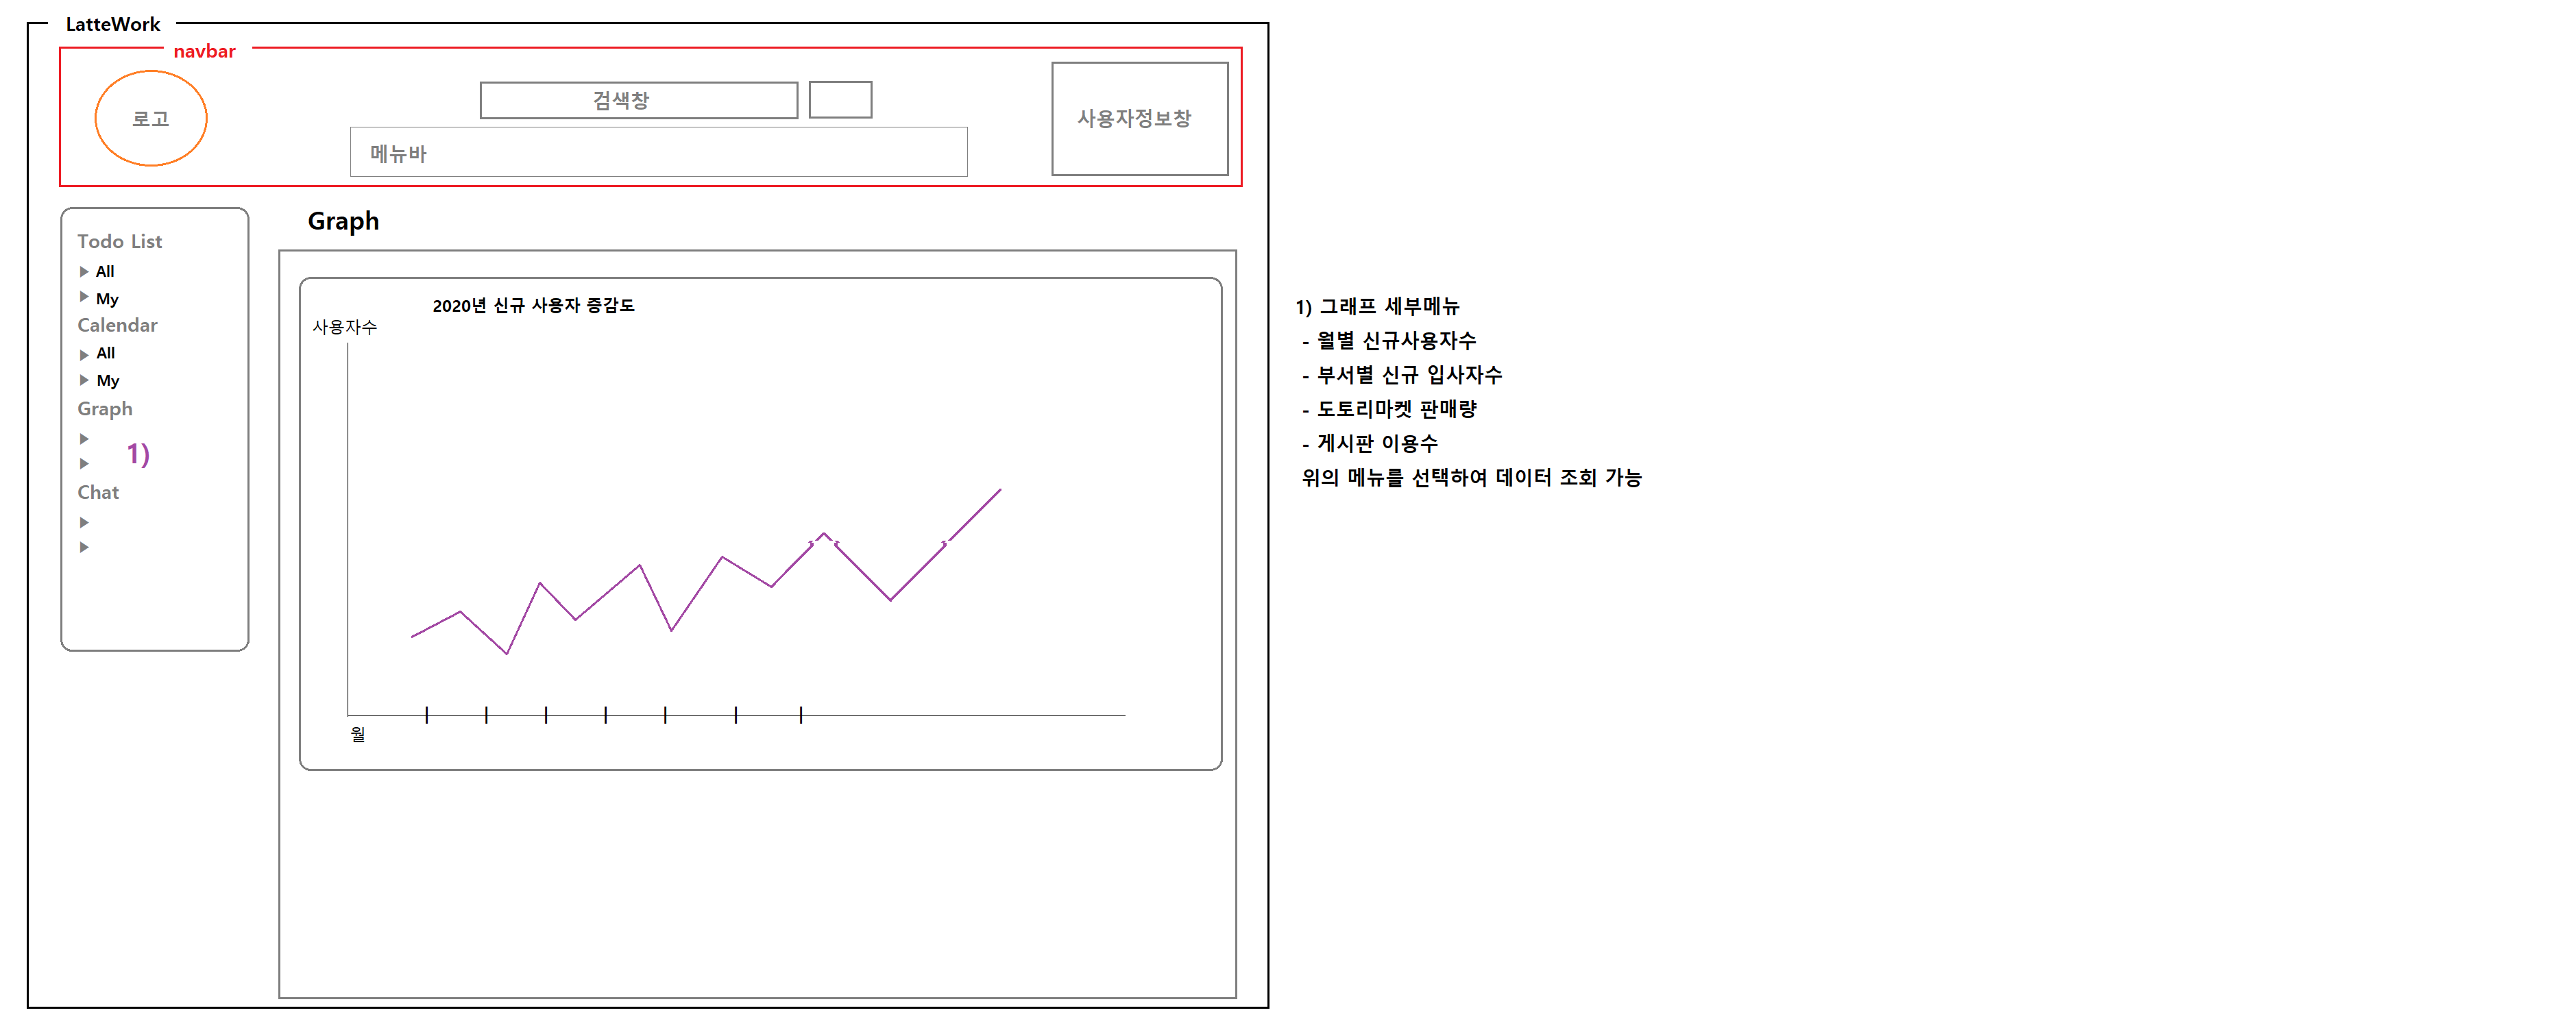 LatteWork
navbar
로고
검색창
메뉴바
사용자정보창
Todo List
All
My
Calendar
All
My
Graph
1)
Chat
Graph
2020년 신규 사용자 증감도
사용자수
월
1) 그래프 세부메뉴
- 월별 신규사용자수
- 부서별 신규 입사자수
- 도토리마켓 판매량
- 게시판 이용수
위의 메뉴를 선택하여 데이터 조회 가능